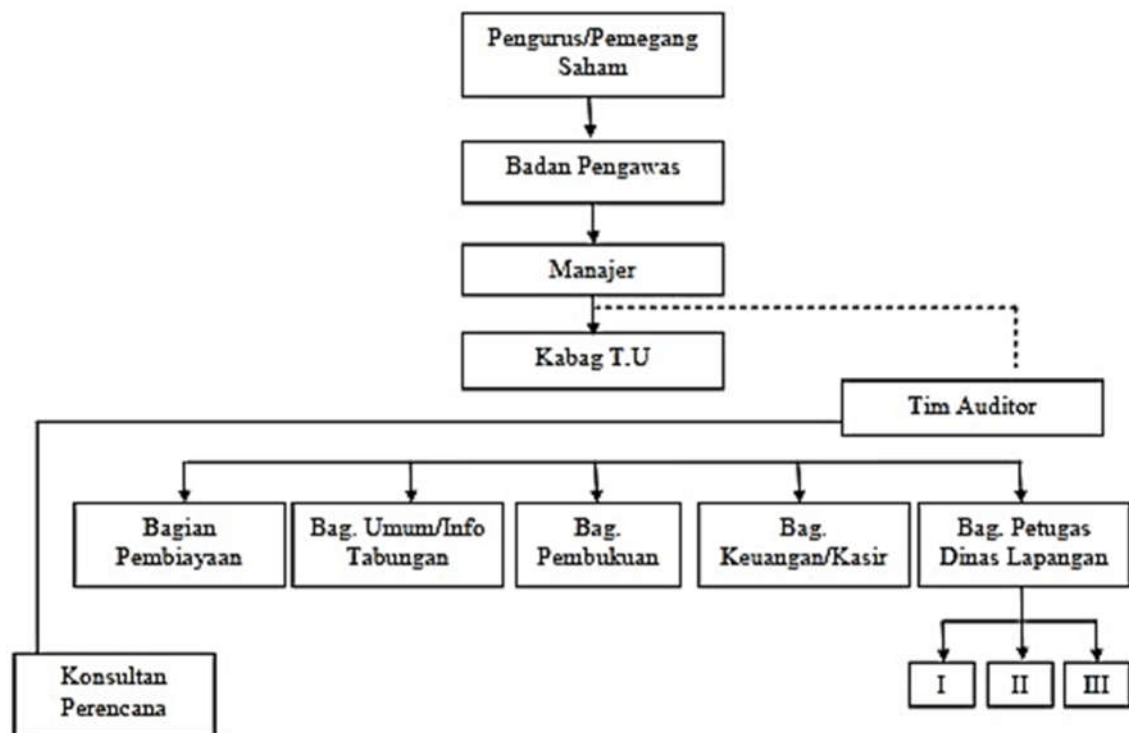 Pengurus/Pemegang
Saham
Badan Pengawas
Manajer
Kabag T.U
Tim Auditor
Bagian
Pembiayaan
Bag. Umum/Info
Tabungan
Bag.
Pembukuan
Bag.
Keuangan/Kasir
Bag. Petugas
Dinas Lapangan
Konsultan
Perencana
I
II
III